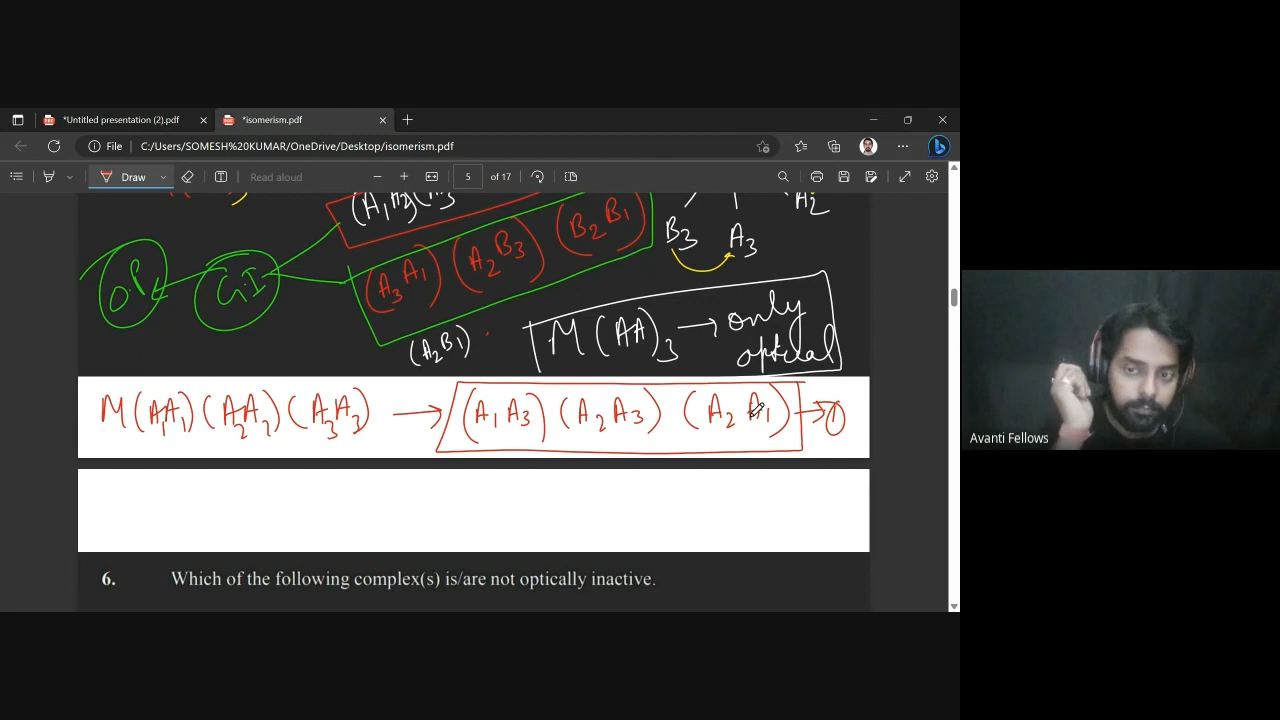 *Untitled presentation (2).pdf
*isomerism.pdf
File C:/Users/SOMESH%20KUMAR/OneDrive/Desktop/isomerism.pdf
Draw Read aloud 5 of 17
(A₁A₂)
A₂
O.P G.I (A₃A₁) (A₂B₃) (B₂B₁)
B₃ A₃
(A₂B₁)
M(AA)₃ → only optical
M(A₁A₁)(A₂A₂)(A₃A₃) → (A₁A₃) (A₂A₃) (A₂A₁) → ①
6. Which of the following complex(s) is/are not optically inactive.
Avanti Fellows